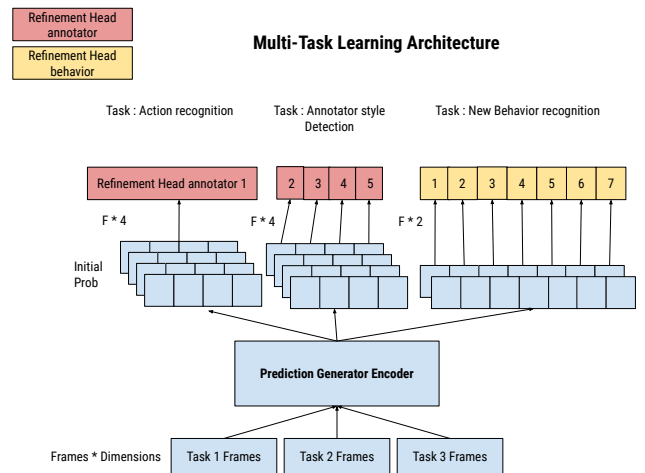 Refinement Head
annotator
Refinement Head
behavior
Multi-Task Learning Architecture
Task : Action recognition
Task : Annotator style
Detection
Task : New Behavior recognition
Refinement Head annotator 1
2 3 4 5
1 2 3 4 5 6 7
F * 4
F * 4
F * 2
Initial
Prob
Prediction Generator Encoder
Frames * Dimensions
Task 1 Frames
Task 2 Frames
Task 3 Frames